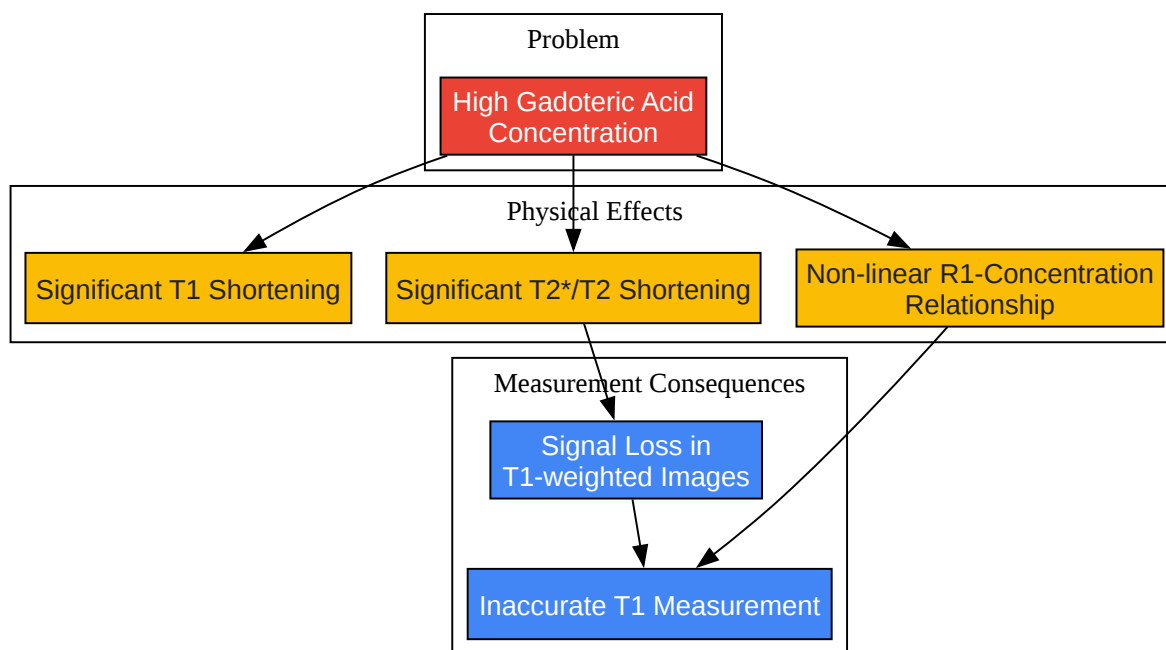 Problem
High Gadoteric Acid
Concentration
Physical Effects
Significant T1 Shortening
Significant T2*/T2 Shortening
Non-linear R1-Concentration
Relationship
Measurement Consequences
Signal Loss in
T1-weighted Images
Inaccurate T1 Measurement